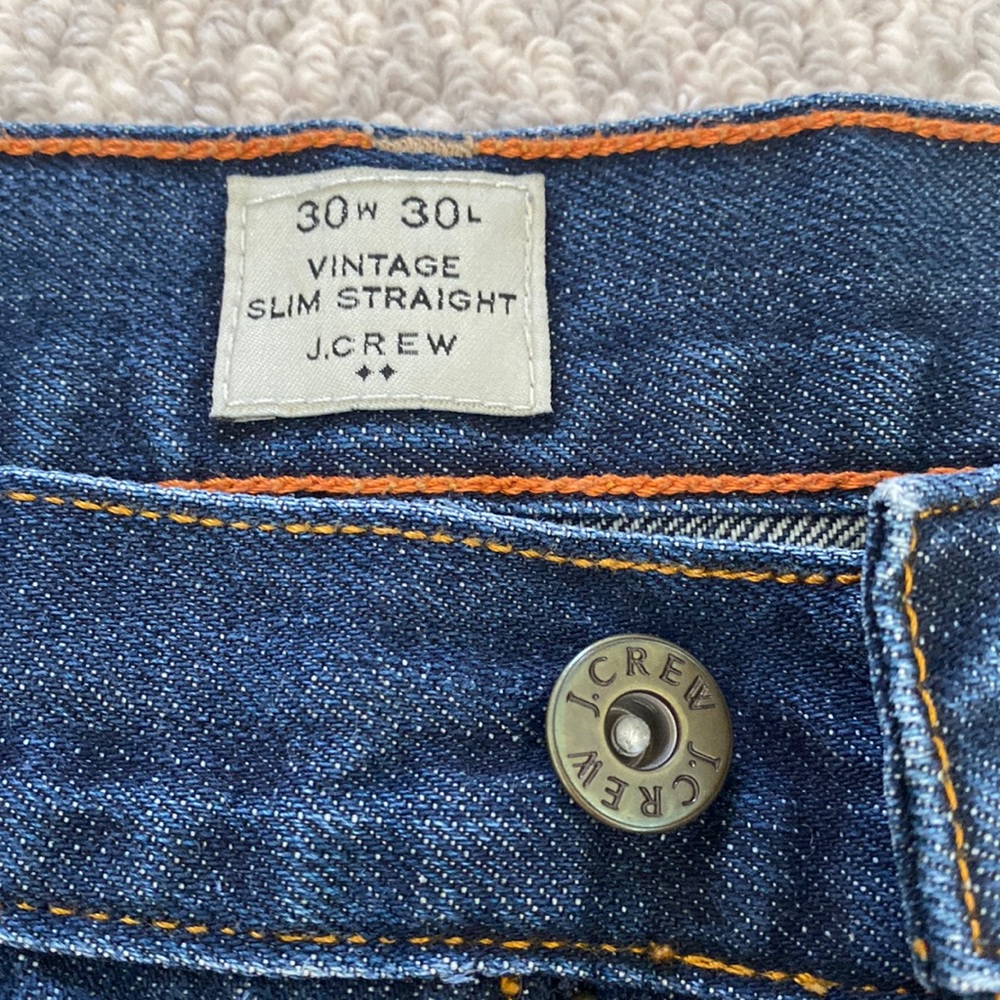 30W 30L
VINTAGE
SLIM STRAIGHT
J.CREW
J.CREW J.CREW